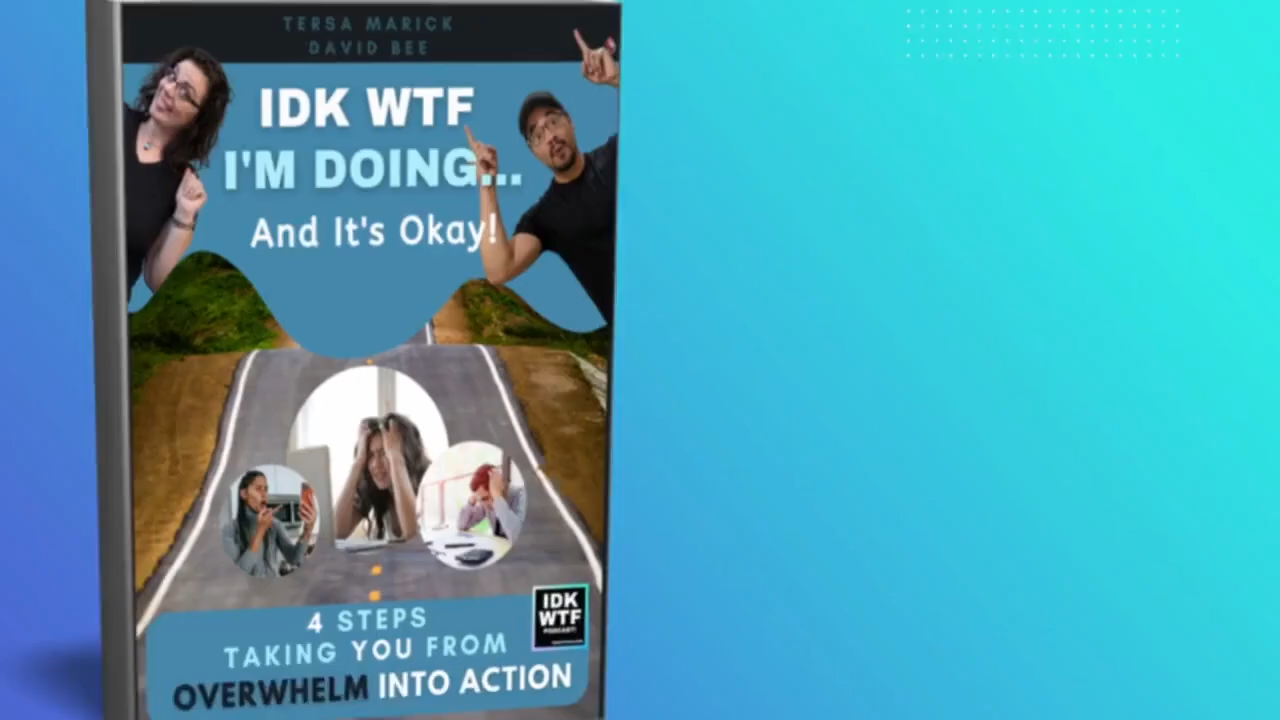 TERSA MARICK
DAVID BEE
IDK WTF
I'M DOING...
And It's Okay!
4 STEPS
TAKING YOU FROM
OVERWHELM INTO ACTION
IDK
WTF
PODCAST!